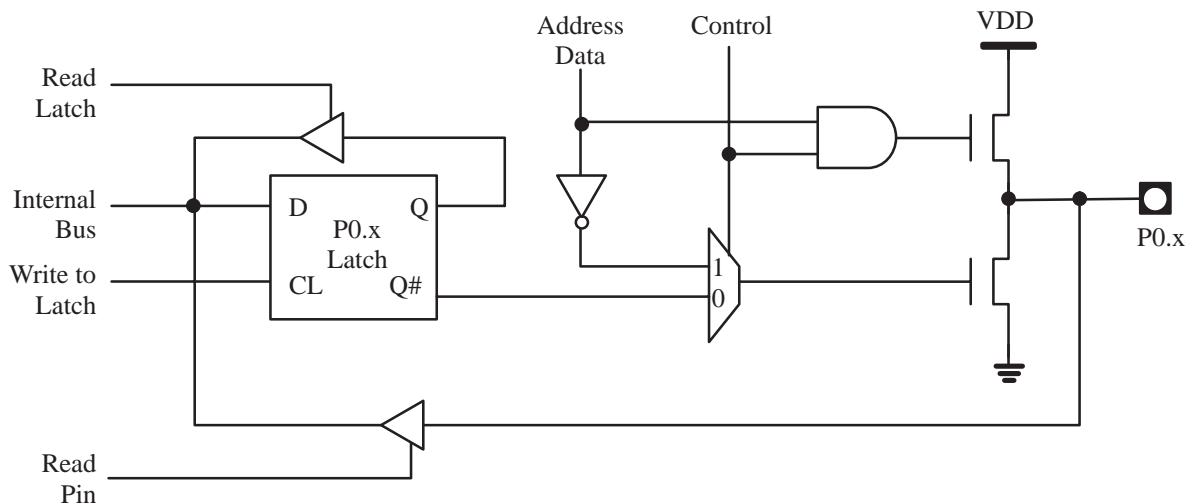 Address
Data
Control
VDD
Read
Latch
Internal
Bus
D
Q
P0.x
Latch
P0.x
Write to
Latch
CL
Q#
1
0
Read
Pin